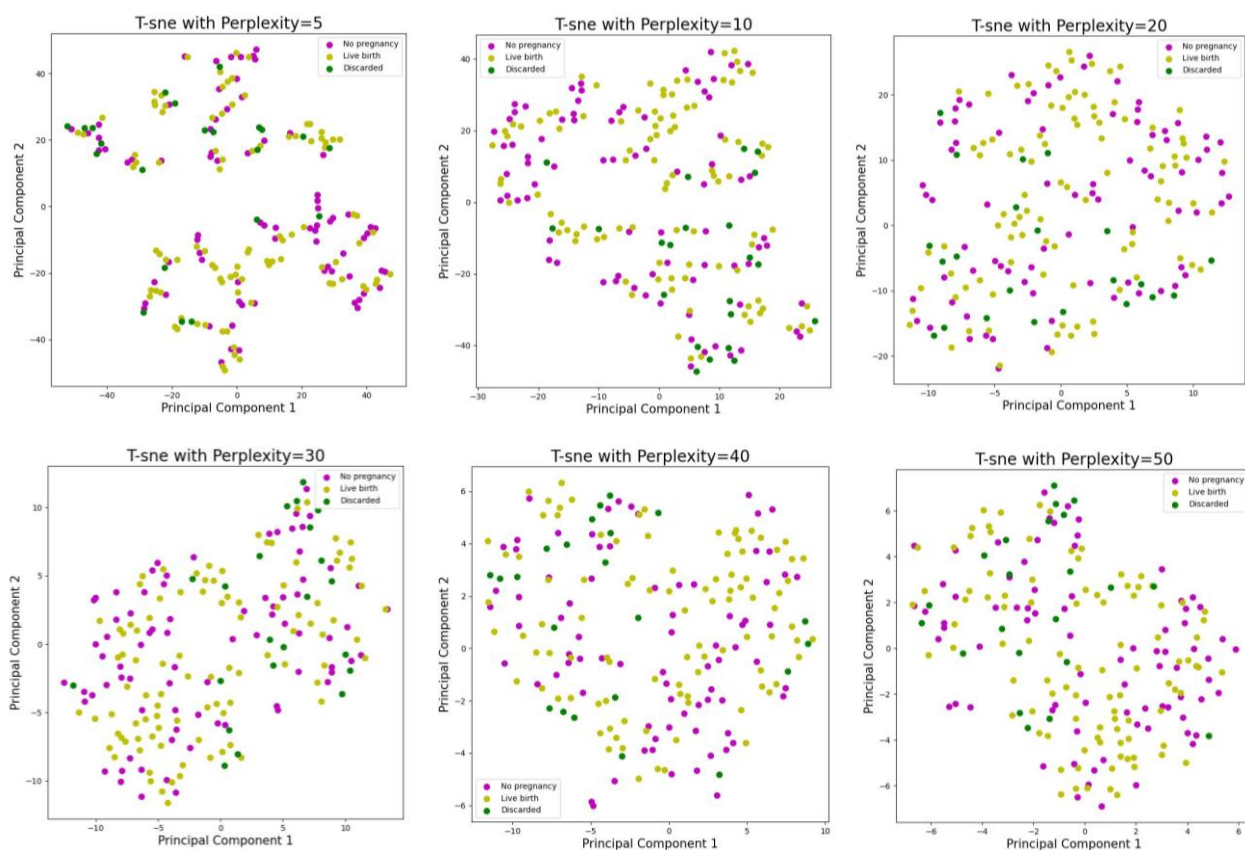 T-sne with Perplexity=5
No pregnancy
Live birth
Discarded
Principal Component 2
40
20
0
−20
−40
−40
−20
0
20
40
Principal Component 1
T-sne with Perplexity=10
No pregnancy
Live birth
Discarded
Principal Component 2
40
20
0
−20
−40
−30
−20
−10
0
10
20
Principal Component 1
T-sne with Perplexity=20
No pregnancy
Live birth
Discarded
Principal Component 2
20
10
0
−10
−20
−10
−5
0
5
10
Principal Component 1
T-sne with Perplexity=30
No pregnancy
Live birth
Discarded
Principal Component 2
10
5
0
−5
−10
−10
−5
0
5
10
Principal Component 1
T-sne with Perplexity=40
No pregnancy
Live birth
Discarded
Principal Component 2
6
4
2
0
−2
−4
−6
−10
−5
0
5
10
Principal Component 1
T-sne with Perplexity=50
No pregnancy
Live birth
Discarded
Principal Component 2
6
4
2
0
−2
−4
−6
−6
−4
−2
0
2
4
6
Principal Component 1